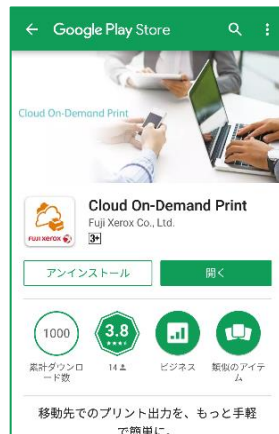 Google Play Store
Cloud On-Demand Print
Cloud On-Demand Print
Fuji Xerox Co., Ltd.
FUJI XEROX
3+
アンインストール
開く
1000
3.8
累計ダウンロ
ード数
14
ビジネス
類似のアイテ
ム
移動先でのプリント出力を、もっと手軽
で簡単に。